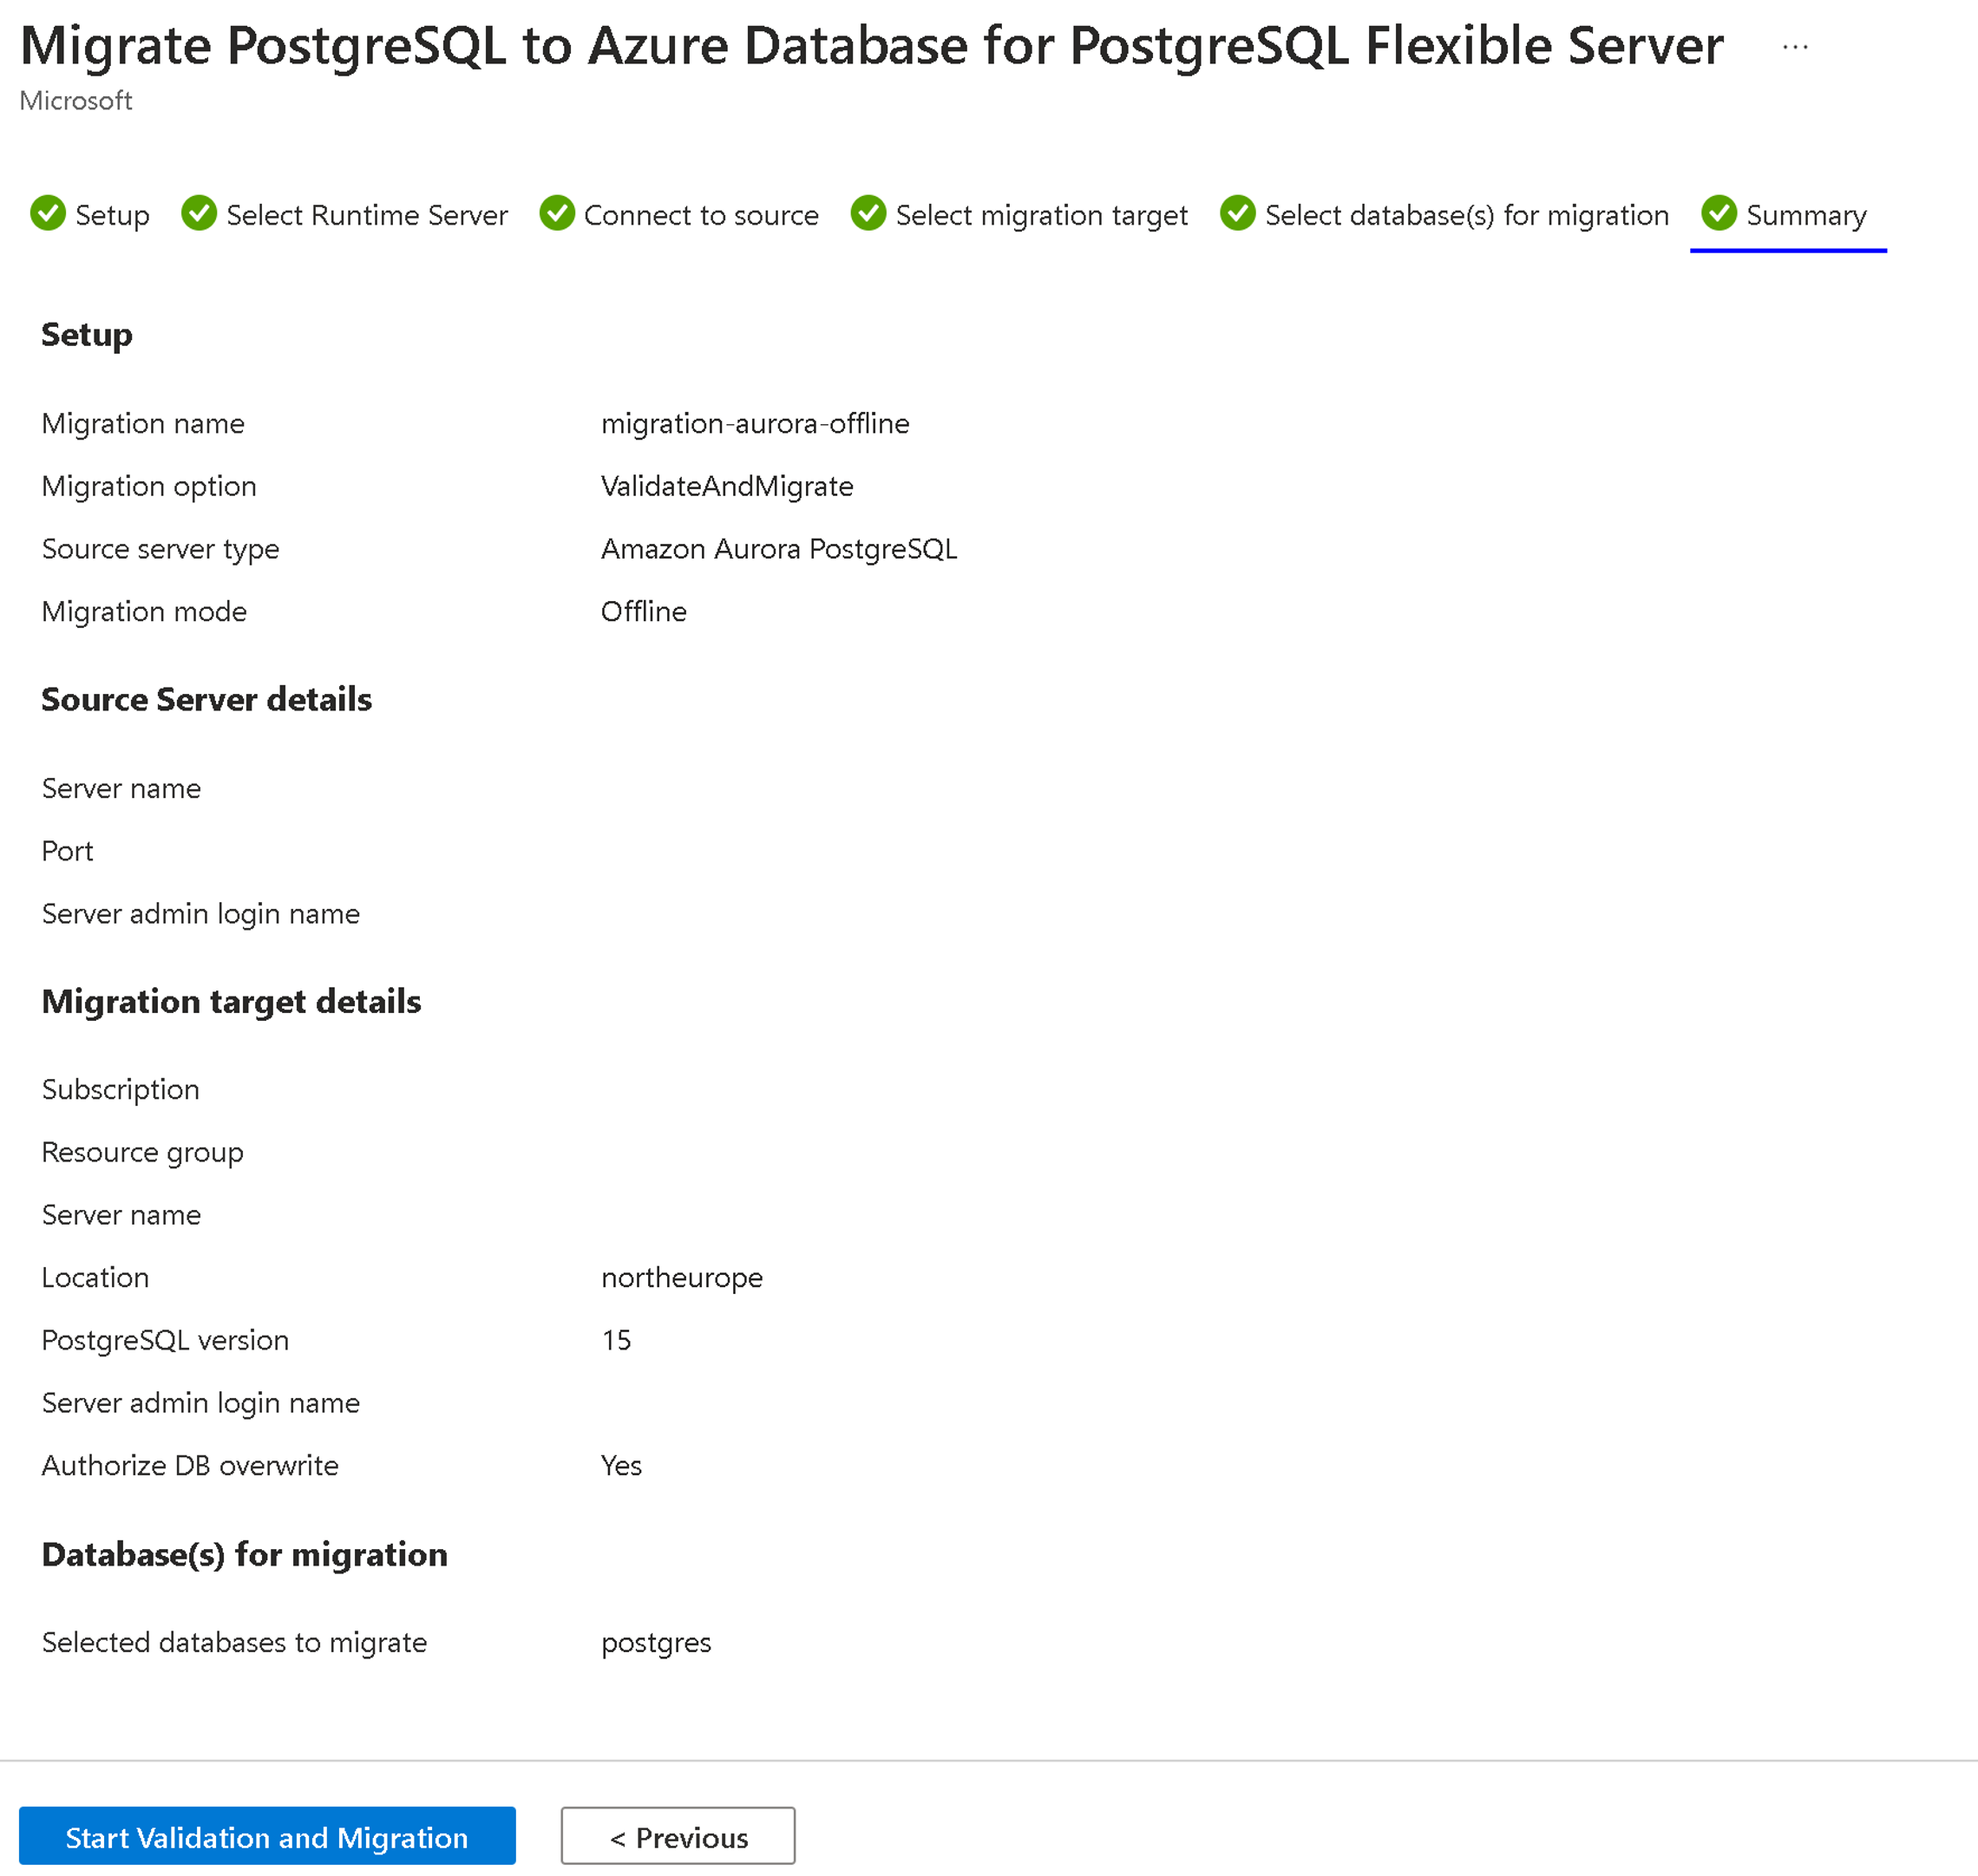 Migrate PostgreSQL to Azure Database for PostgreSQL Flexible Server ...
Microsoft
Setup Select Runtime Server Connect to source Select migration target Select database(s) for migration Summary
Setup
Migration name migration-aurora-offline
Migration option ValidateAndMigrate
Source server type Amazon Aurora PostgreSQL
Migration mode Offline
Source Server details
Server name
Port
Server admin login name
Migration target details
Subscription
Resource group
Server name
Location northeurope
PostgreSQL version 15
Server admin login name
Authorize DB overwrite Yes
Database(s) for migration
Selected databases to migrate postgres
Start Validation and Migration < Previous